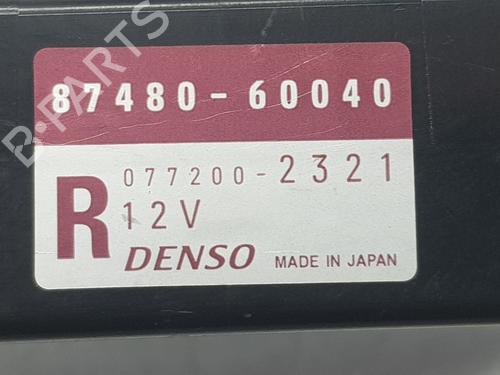 87480-60040
077200-2321
R 12V
DENSO MADE IN JAPAN
B-PARTS